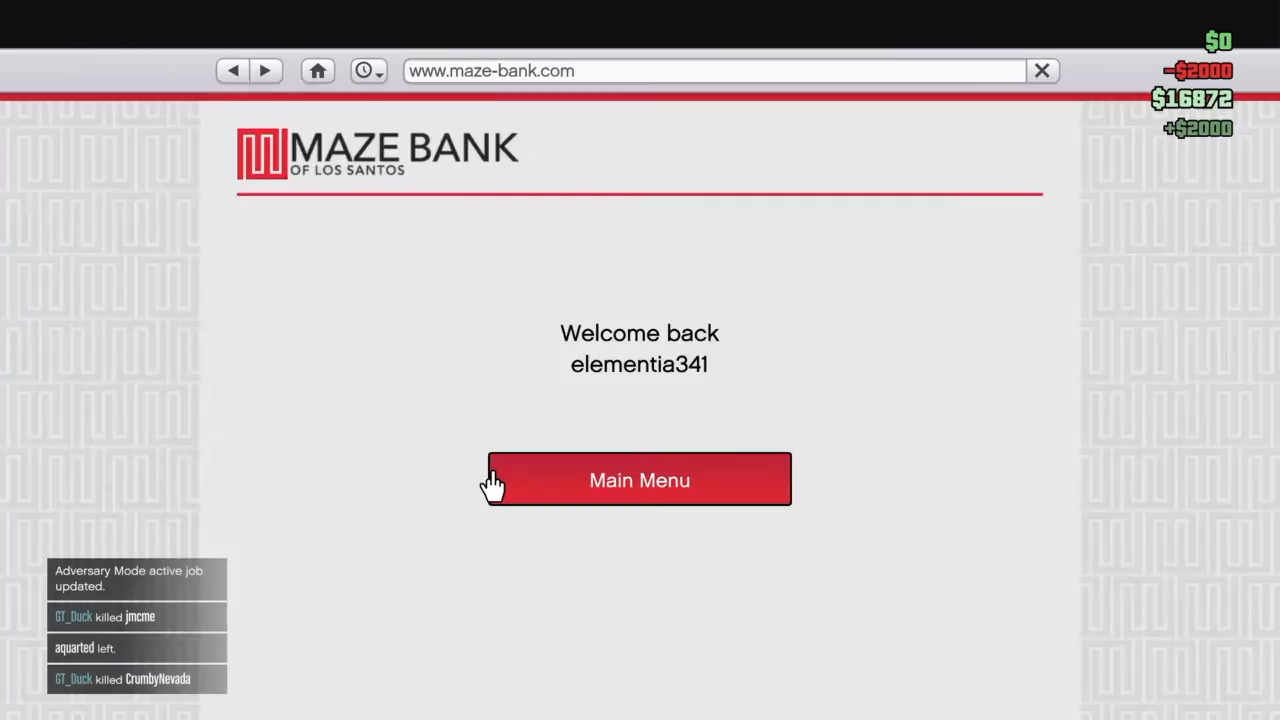 $0
-$2000
$16872
+$2000
www.maze-bank.com
MAZE BANK
OF LOS SANTOS
Welcome back
elementia341
Main Menu
Adversary Mode active job
updated.
GT_Duck killed jmcme
aquarted left.
GT_Duck killed CrumbyNevada